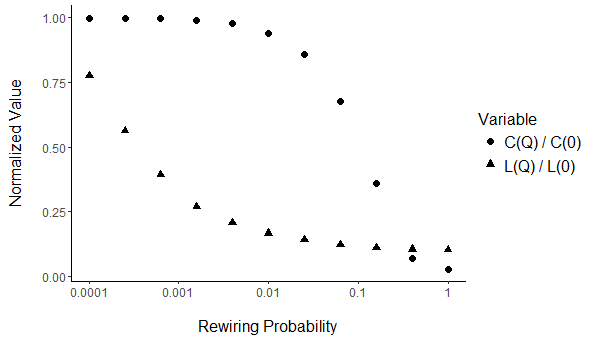 1.00
0.75
0.50
0.25
0.00
Normalized Value
0.0001
0.001
0.01
0.1
1
Rewiring Probability
Variable
C(Q) / C(0)
L(Q) / L(0)